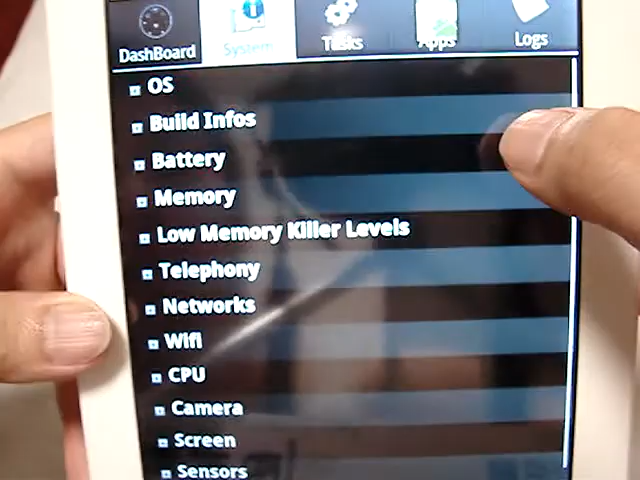 DashBoard
System
Tasks
Apps
Logs
OS
Build Infos
Battery
Memory
Low Memory Killer Levels
Telephony
Networks
Wifi
CPU
Camera
Screen
Sensors